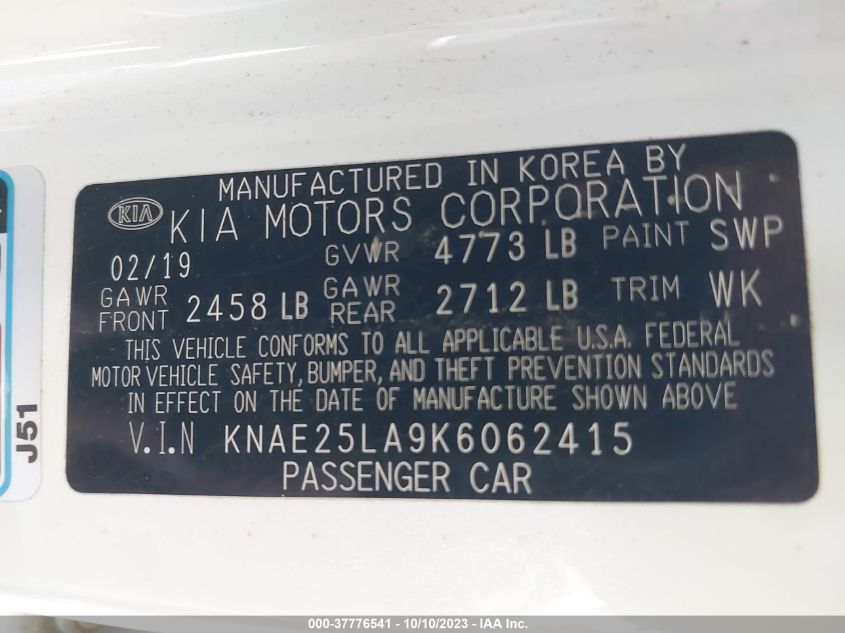 MANUFACTURED IN KOREA BY
KIA KIA MOTORS CORPORATION
02/19 GVWR 4773 LB PAINT SWP
GAWR FRONT 2458 LB GAWR REAR 2712 LB TRIM WK
THIS VEHICLE CONFORMS TO ALL APPLICABLE U.S.A. FEDERAL
MOTOR VEHICLE SAFETY, BUMPER, AND THEFT PREVENTION STANDARDS
IN EFFECT ON THE DATE OF MANUFACTURE SHOWN ABOVE
V.I.N KNAE25LA9K6062415
PASSENGER CAR
J51
000-37776541 - 10/10/2023 - Copyright © 2023 IAA, Inc.